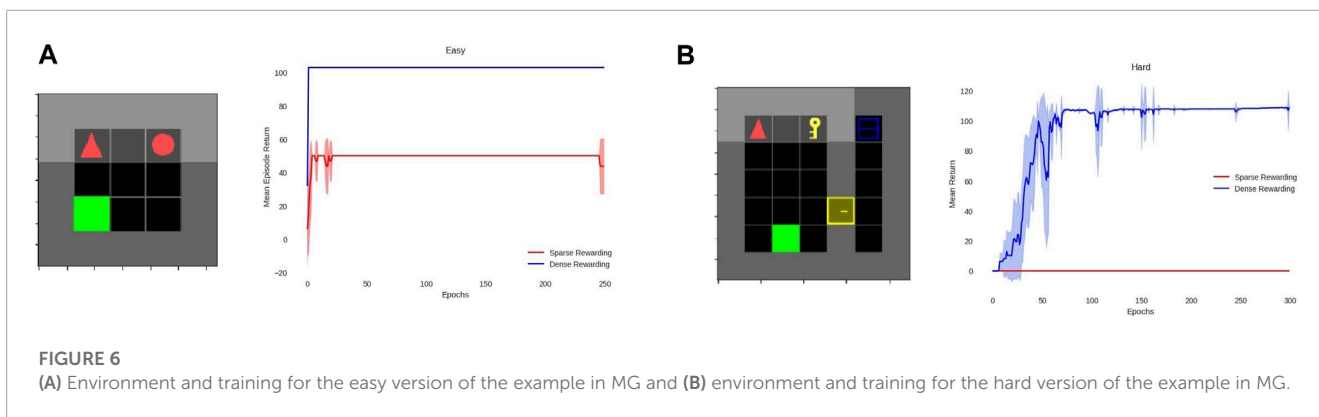 A
Easy
100
80
60
40
20
0
−20
Mean Episode Return
0 50 100 150 200 250
Epochs
Sparse Rewarding
Dense Rewarding
B
Hard
120
100
80
60
40
20
0
Mean Return
0 50 100 150 200 250 300
Epochs
Sparse Rewarding
Dense Rewarding
FIGURE 6
(A) Environment and training for the easy version of the example in MG and (B) environment and training for the hard version of the example in MG.